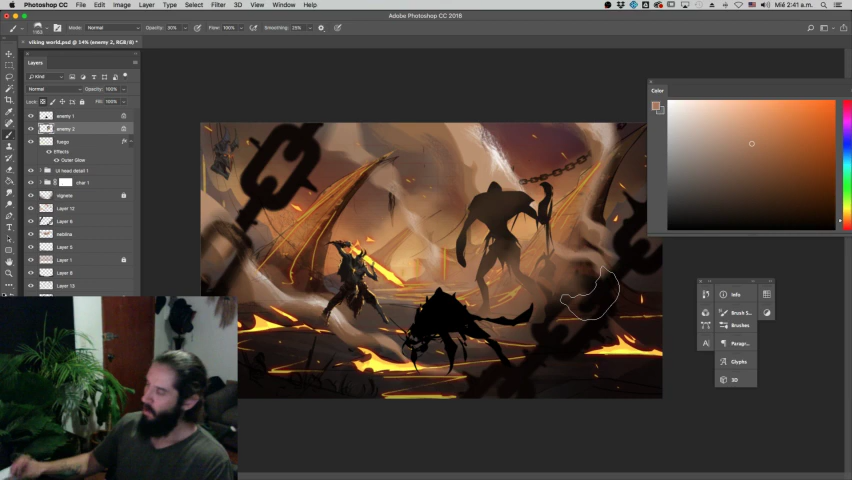 Photoshop CC File Edit Image Layer Type Select Filter 3D View Window Help
Mié 2:41 a.m.
Adobe Photoshop CC 2018
1153 Mode: Normal Opacity: 30% Flow: 100% Smoothing: 25%
viking world.psd @ 14% (enemy 2, RGB/8) *
Layers
Kind
Normal Opacity: 100%
Lock: Fill: 100%
enemy 1
enemy 2
fuego fx
Effects
Outer Glow
UI head detail 1
char 1
vignete
Layer 12
Layer 6
neblina
Layer 5
Layer 1
Layer 8
Layer 13
Color
Info
Brush S...
Brushes
Paragr...
Glyphs
3D